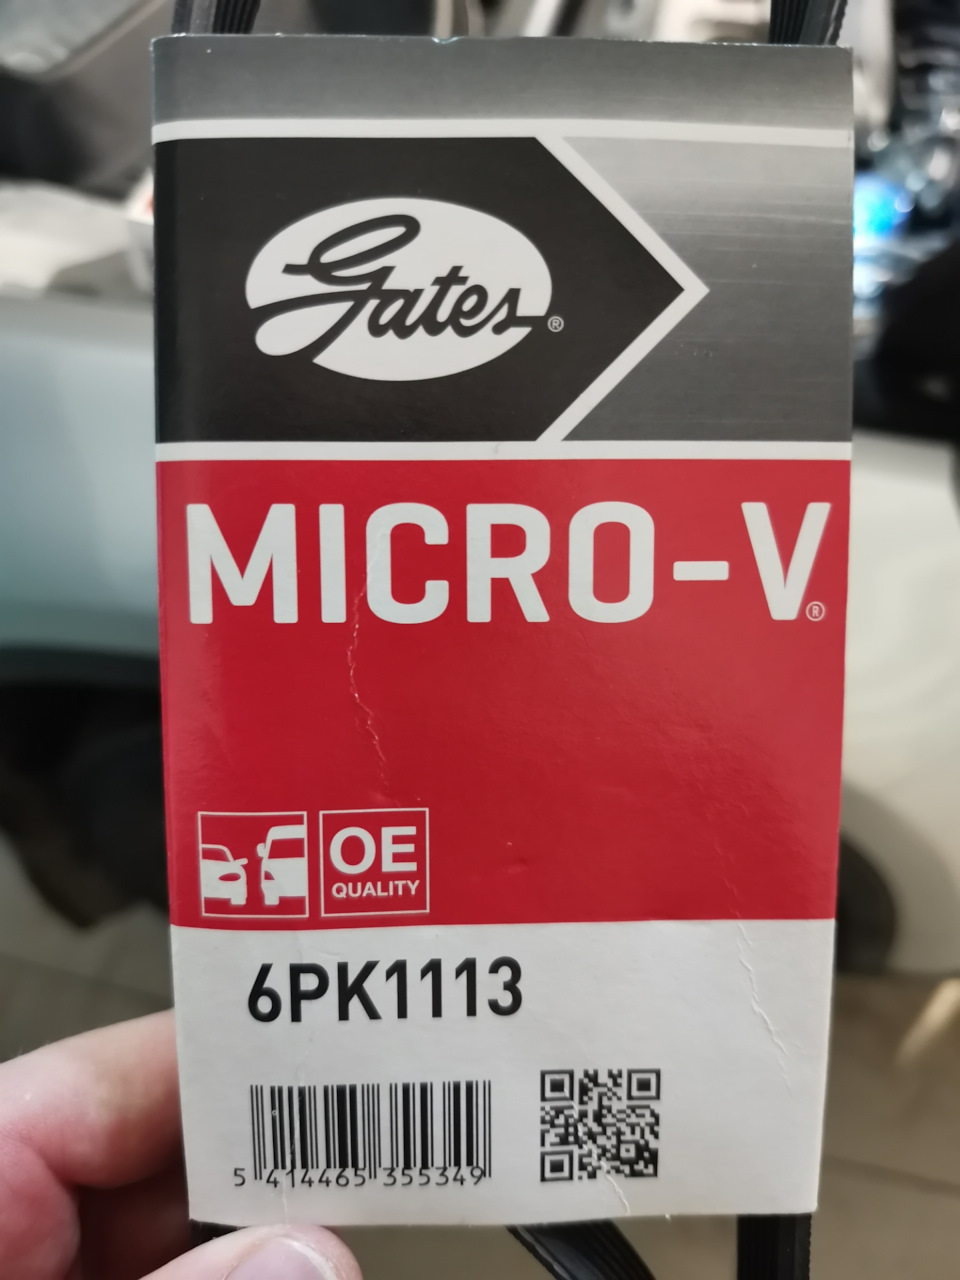 Gates®
MICRO-V®
OE
QUALITY
6PK1113
5 414465 355349